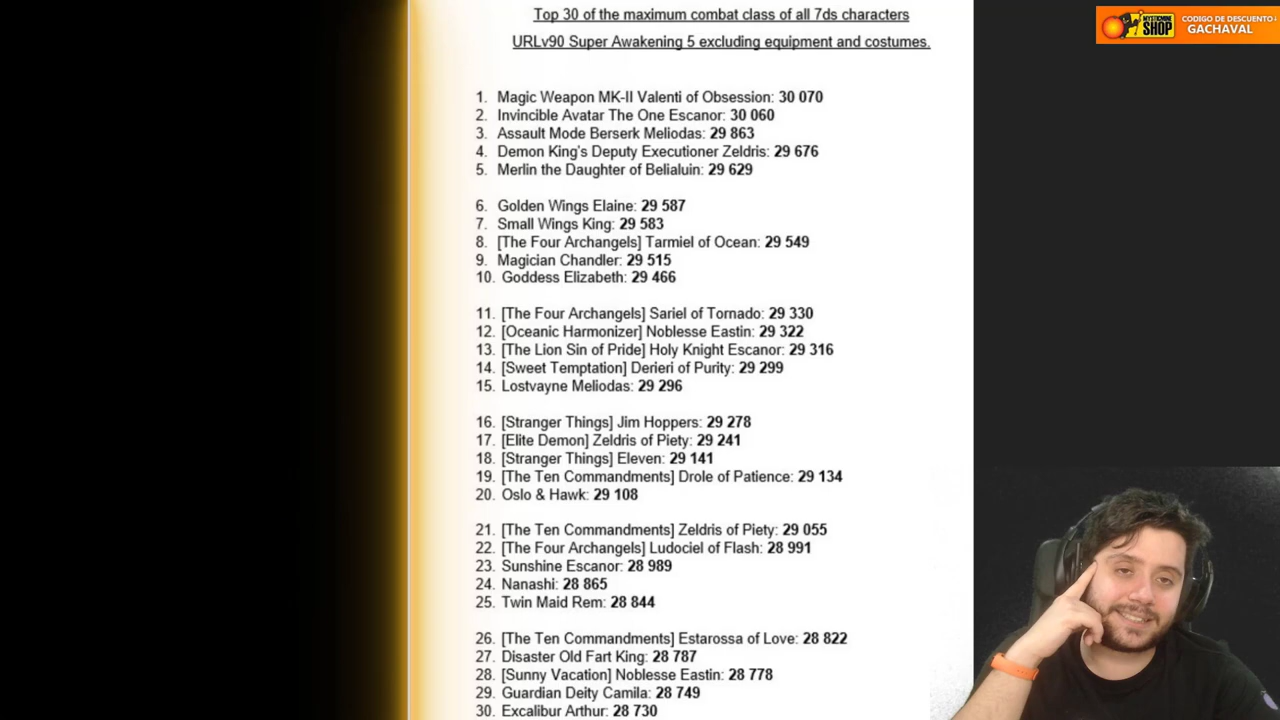 Top 30 of the maximum combat class of all 7ds characters
URLv90 Super Awakening 5 excluding equipment and costumes.
1. Magic Weapon MK-II Valenti of Obsession: 30 070
2. Invincible Avatar The One Escanor: 30 060
3. Assault Mode Berserk Meliodas: 29 863
4. Demon King's Deputy Executioner Zeldris: 29 676
5. Merlin the Daughter of Belialuin: 29 629
6. Golden Wings Elaine: 29 587
7. Small Wings King: 29 583
8. [The Four Archangels] Tarmiel of Ocean: 29 549
9. Magician Chandler: 29 515
10. Goddess Elizabeth: 29 466
11. [The Four Archangels] Sariel of Tornado: 29 330
12. [Oceanic Harmonizer] Noblesse Eastin: 29 322
13. [The Lion Sin of Pride] Holy Knight Escanor: 29 316
14. [Sweet Temptation] Derieri of Purity: 29 299
15. Lostvayne Meliodas: 29 296
16. [Stranger Things] Jim Hoppers: 29 278
17. [Elite Demon] Zeldris of Piety: 29 241
18. [Stranger Things] Eleven: 29 141
19. [The Ten Commandments] Drole of Patience: 29 134
20. Oslo & Hawk: 29 108
21. [The Ten Commandments] Zeldris of Piety: 29 055
22. [The Four Archangels] Ludociel of Flash: 28 991
23. Sunshine Escanor: 28 989
24. Nanashi: 28 865
25. Twin Maid Rem: 28 844
26. [The Ten Commandments] Estarossa of Love: 28 822
27. Disaster Old Fart King: 28 787
28. [Sunny Vacation] Noblesse Eastin: 28 778
29. Guardian Deity Camila: 28 749
30. Excalibur Arthur: 28 730
SHOP
CODIGO DE DESCUENTO:
GACHAVAL